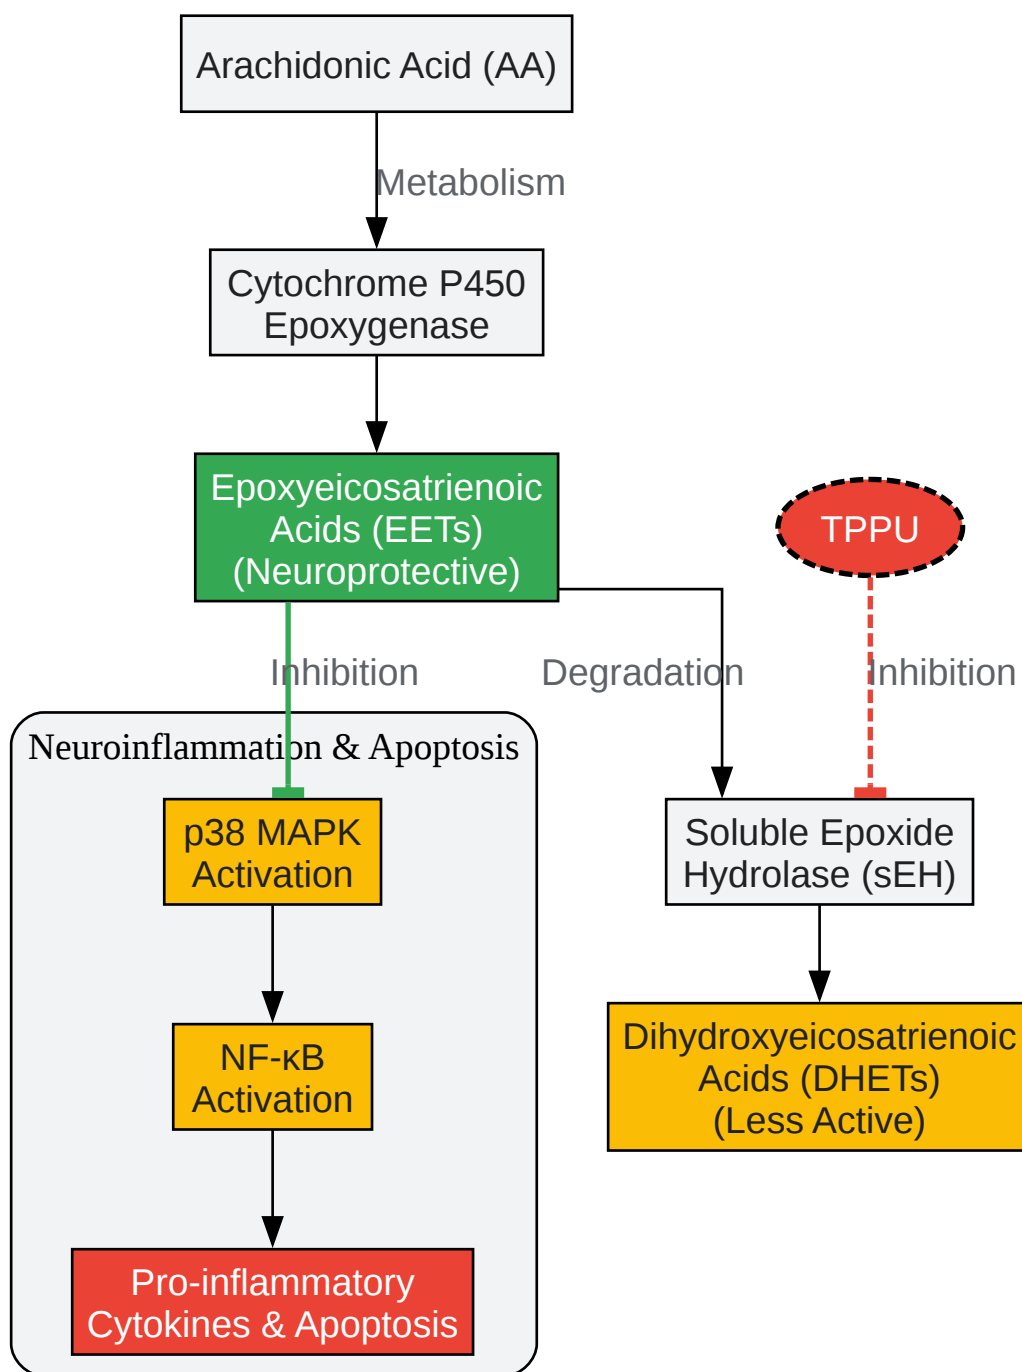 Arachidonic Acid (AA)
Metabolism
Cytochrome P450
Epoxygenase
Epoxyeicosatrienoic
Acids (EETs)
(Neuroprotective)
TPPU
Inhibition
Degradation
Inhibition
Neuroinflammation & Apoptosis
p38 MAPK
Activation
Soluble Epoxide
Hydrolase (sEH)
NF-κB
Activation
Dihydroxyeicosatrienoic
Acids (DHETs)
(Less Active)
Pro-inflammatory
Cytokines & Apoptosis